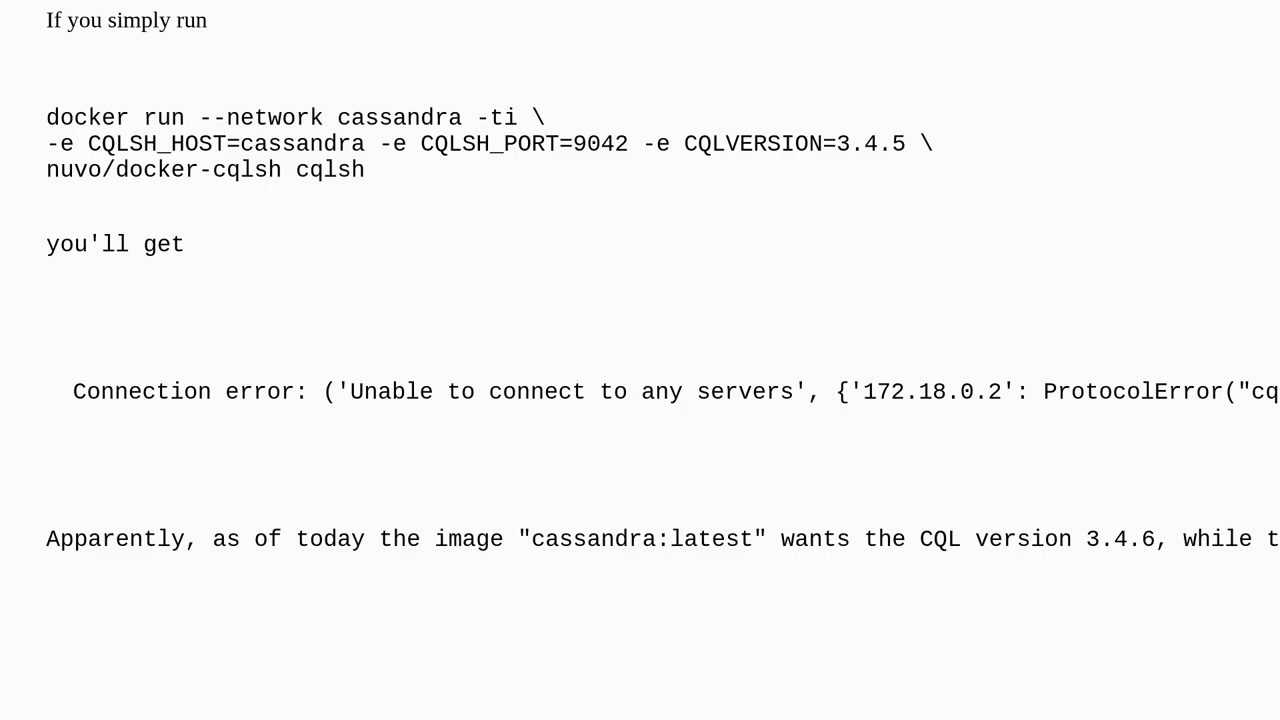 If you simply run
docker run --network cassandra -ti \
-e CQLSH_HOST=cassandra -e CQLSH_PORT=9042 -e CQLVERSION=3.4.5 \
nuvo/docker-cqlsh cqlsh
you'll get
Connection error: ('Unable to connect to any servers', {'172.18.0.2': ProtocolError("cq
Apparently, as of today the image "cassandra:latest" wants the CQL version 3.4.6, while t